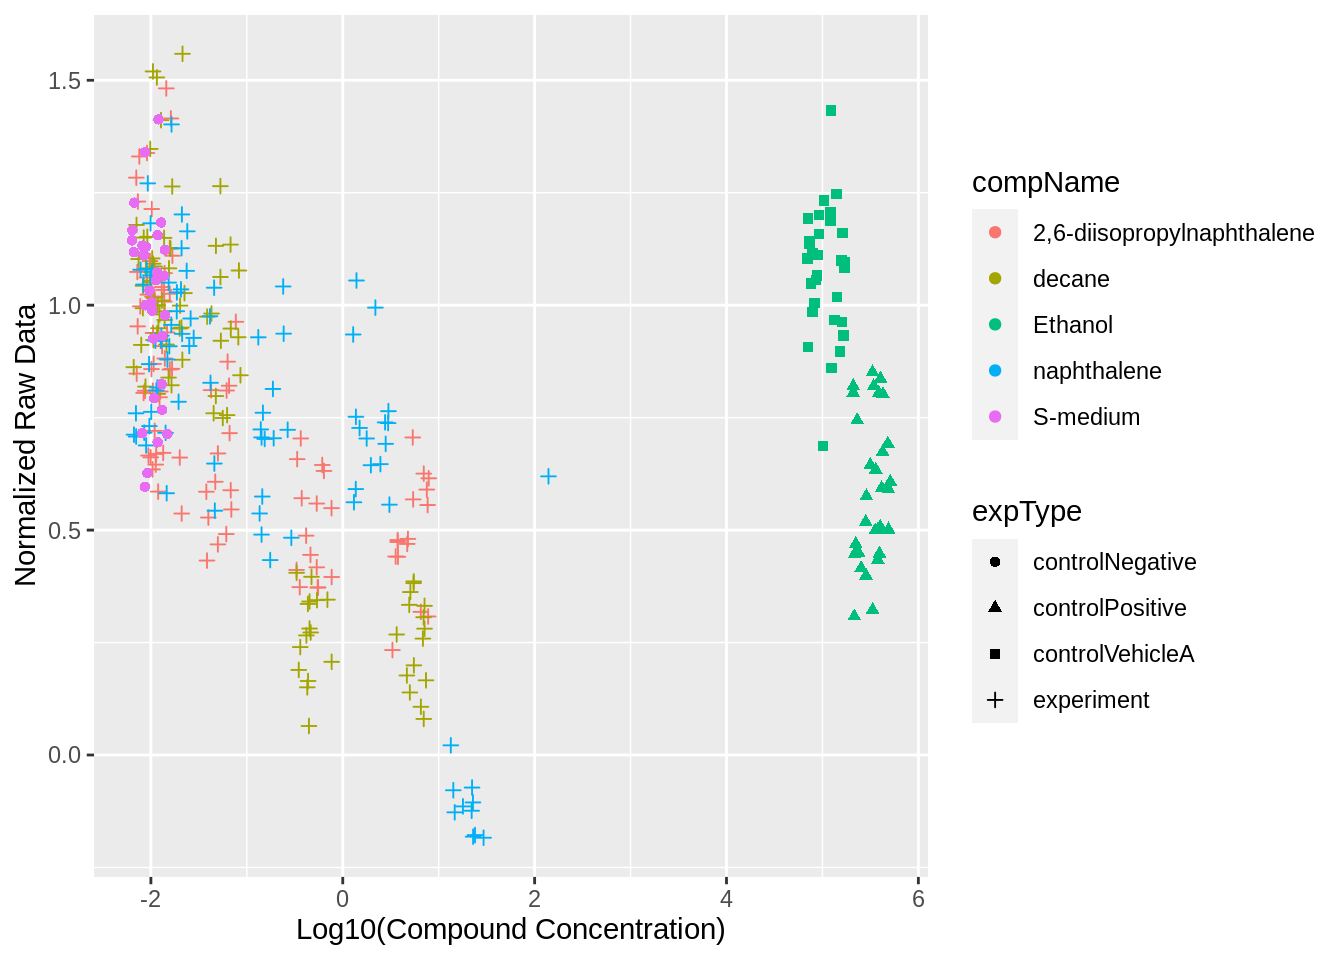 1.5
1.0
0.5
0.0
Normalized Raw Data
-2 0 2 4 6
Log10(Compound Concentration)
compName
2,6-diisopropylnaphthalene
decane
Ethanol
naphthalene
S-medium
expType
controlNegative
controlPositive
controlVehicleA
experiment